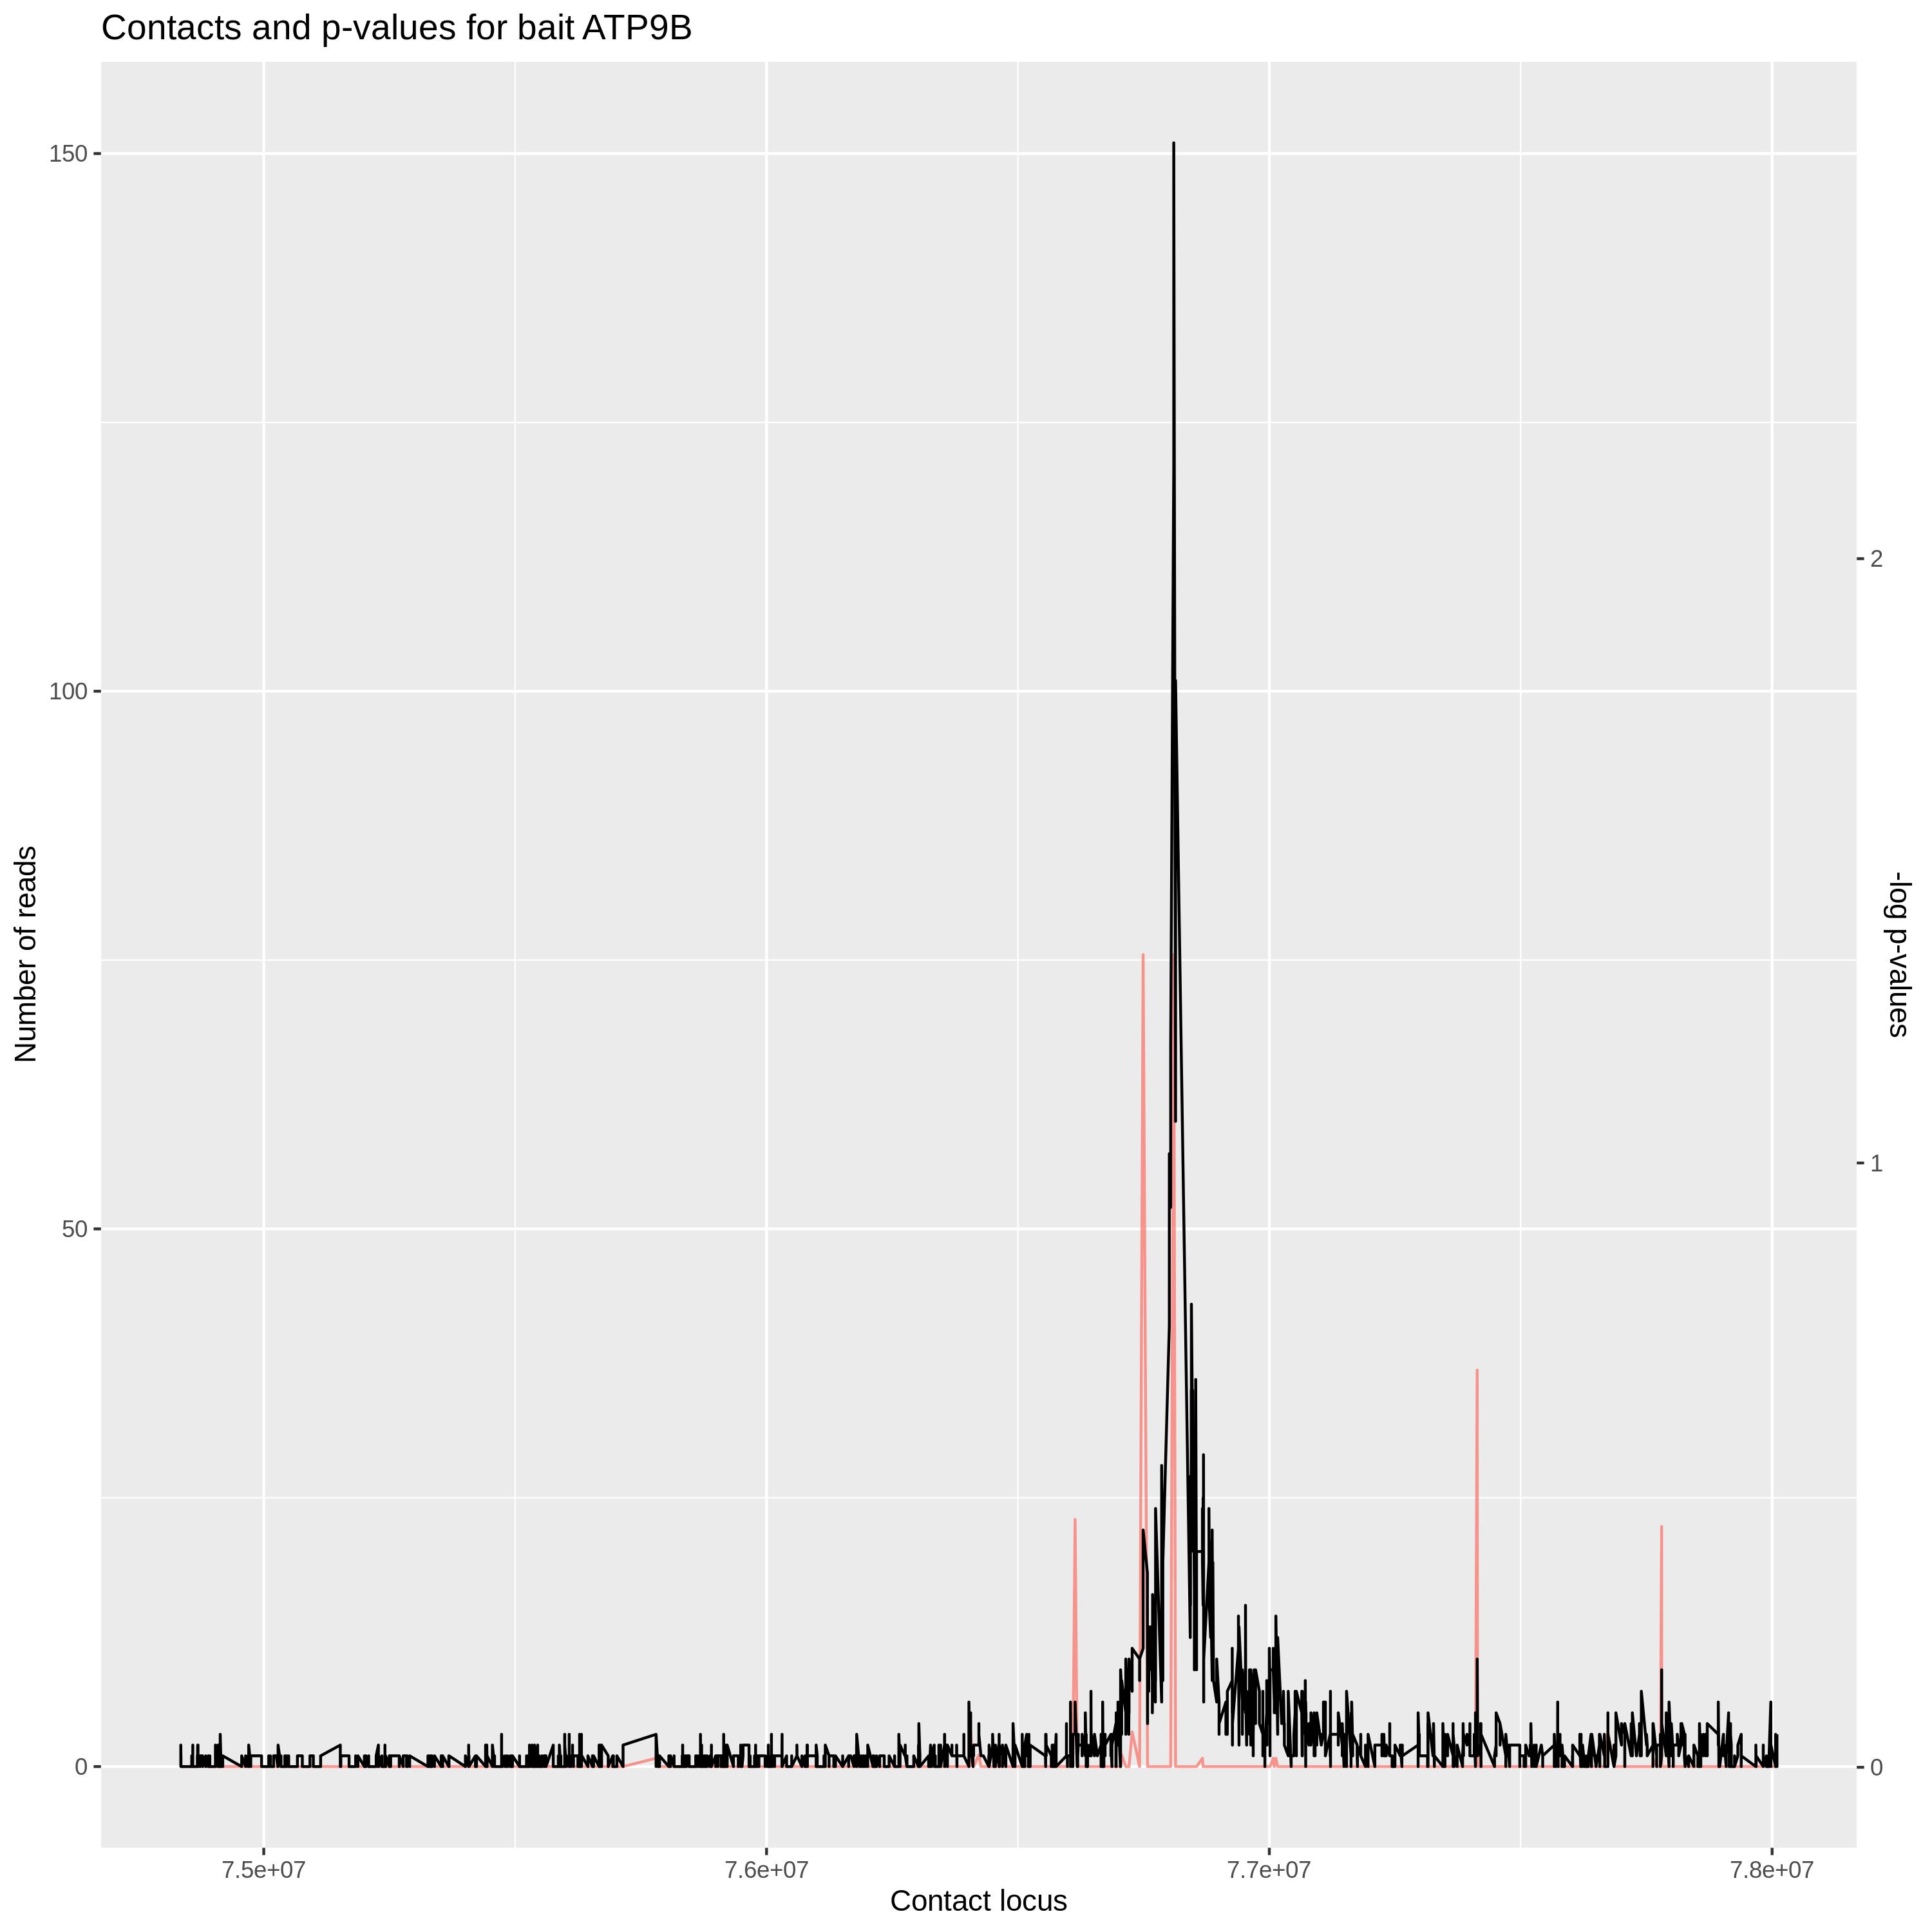 Contacts and p-values for bait ATP9B
150
100
50
0
Number of reads
2
1
0
-log p-values
7.5e+07
7.6e+07
7.7e+07
7.8e+07
Contact locus